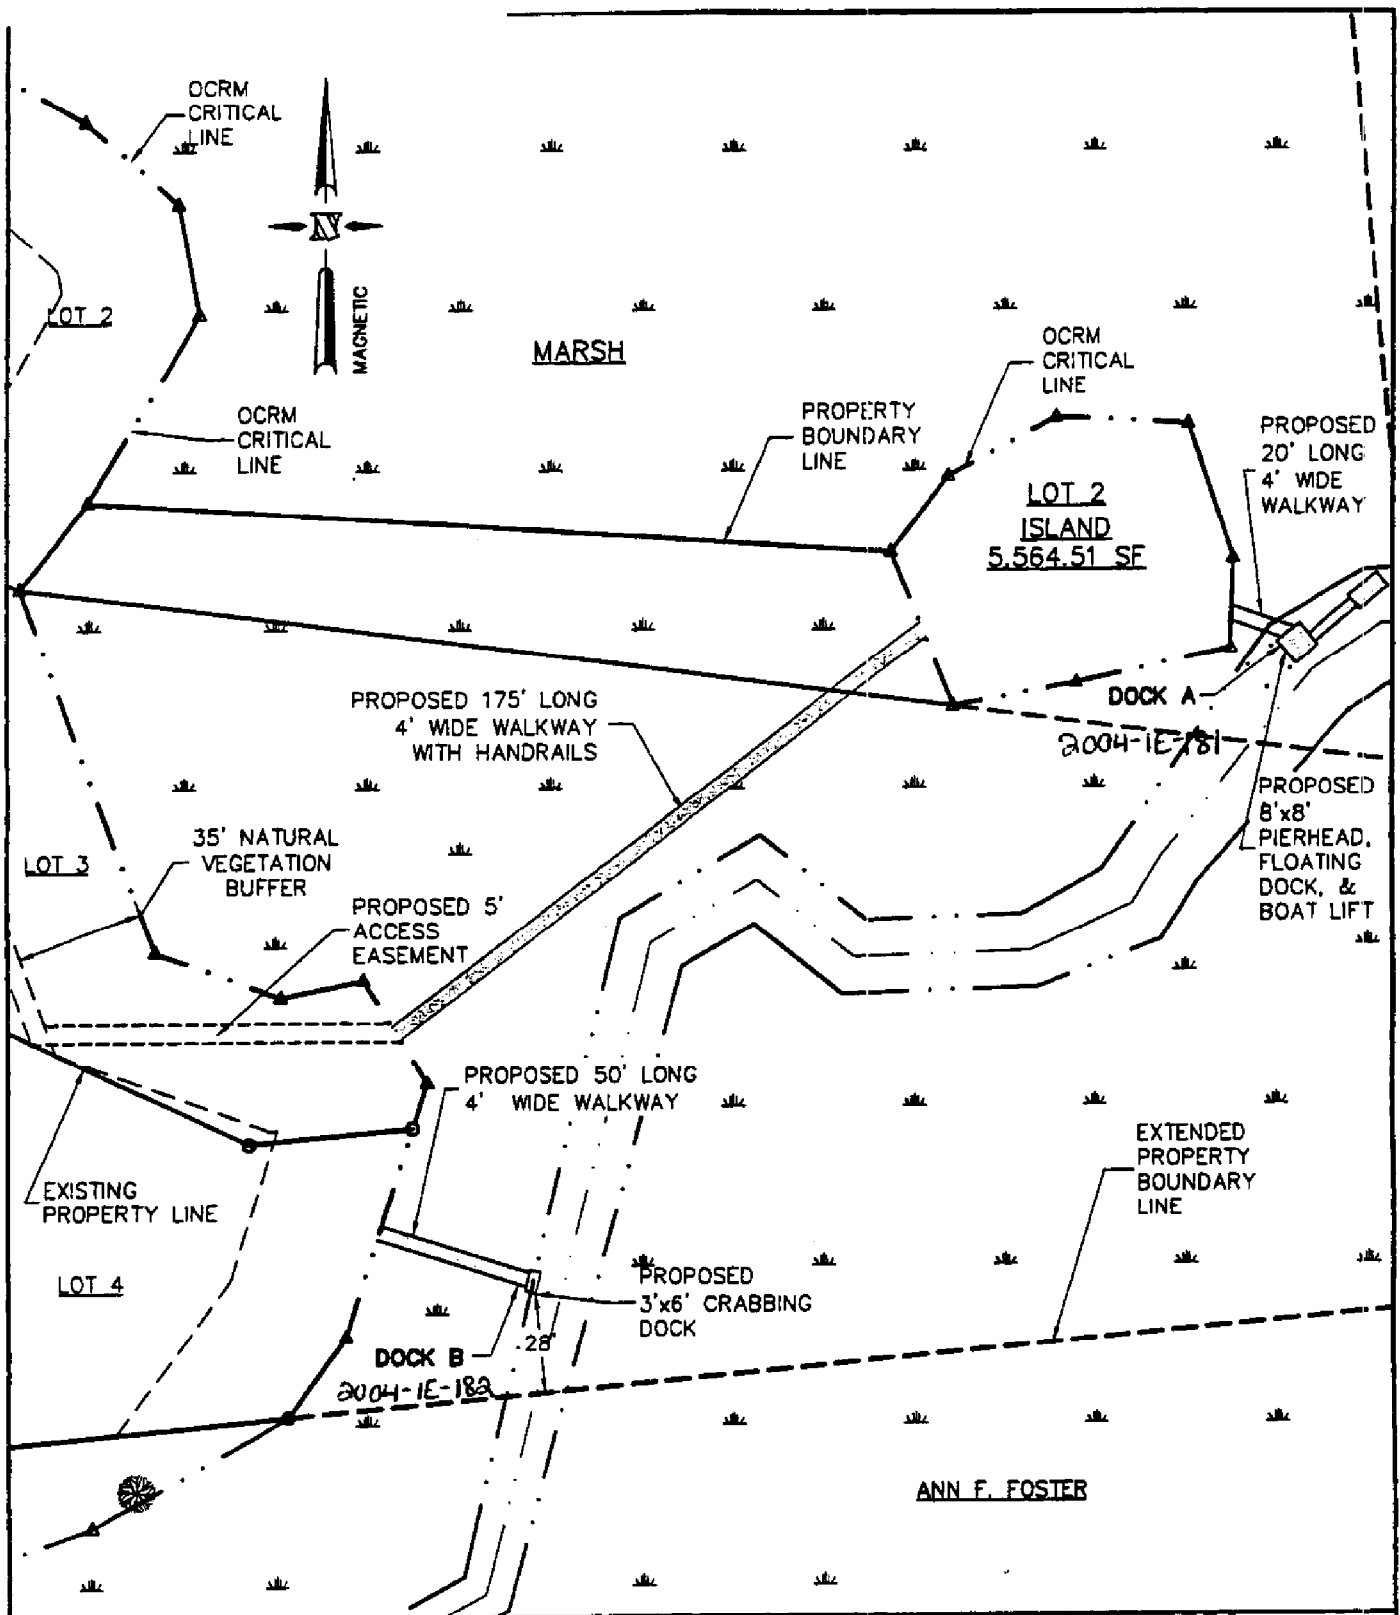 OCRM
CRITICAL
LINE
MAGNETIC
LOT 2
MARSH
OCRM
CRITICAL
LINE
OCRM
CRITICAL
LINE
PROPERTY
BOUNDARY
LINE
PROPOSED
20' LONG
4' WIDE
WALKWAY
LOT 2
ISLAND
5,564.51 SF
PROPOSED 175' LONG
4' WIDE WALKWAY
WITH HANDRAILS
DOCK A
2004-1E-181
PROPOSED
8'x8'
PIERHEAD,
FLOATING
DOCK, &
BOAT LIFT
LOT 3
35' NATURAL
VEGETATION
BUFFER
PROPOSED 5'
ACCESS
EASEMENT
PROPOSED 50' LONG
4' WIDE WALKWAY
EXTENDED
PROPERTY
BOUNDARY
LINE
EXISTING
PROPERTY LINE
LOT 4
PROPOSED
3'x6' CRABBING
DOCK
28'
DOCK B
2004-1E-182
ANN F. FOSTER